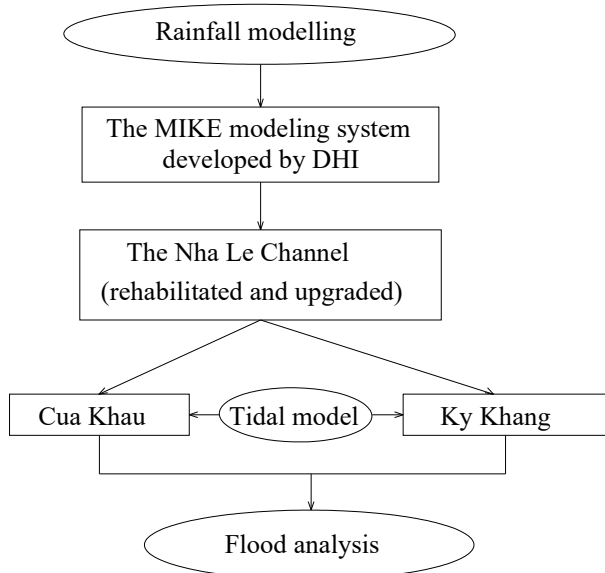 Rainfall modelling
The MIKE modeling system
developed by DHI
The Nha Le Channel
(rehabilitated and upgraded)
Cua Khau
Tidal model
Ky Khang
Flood analysis